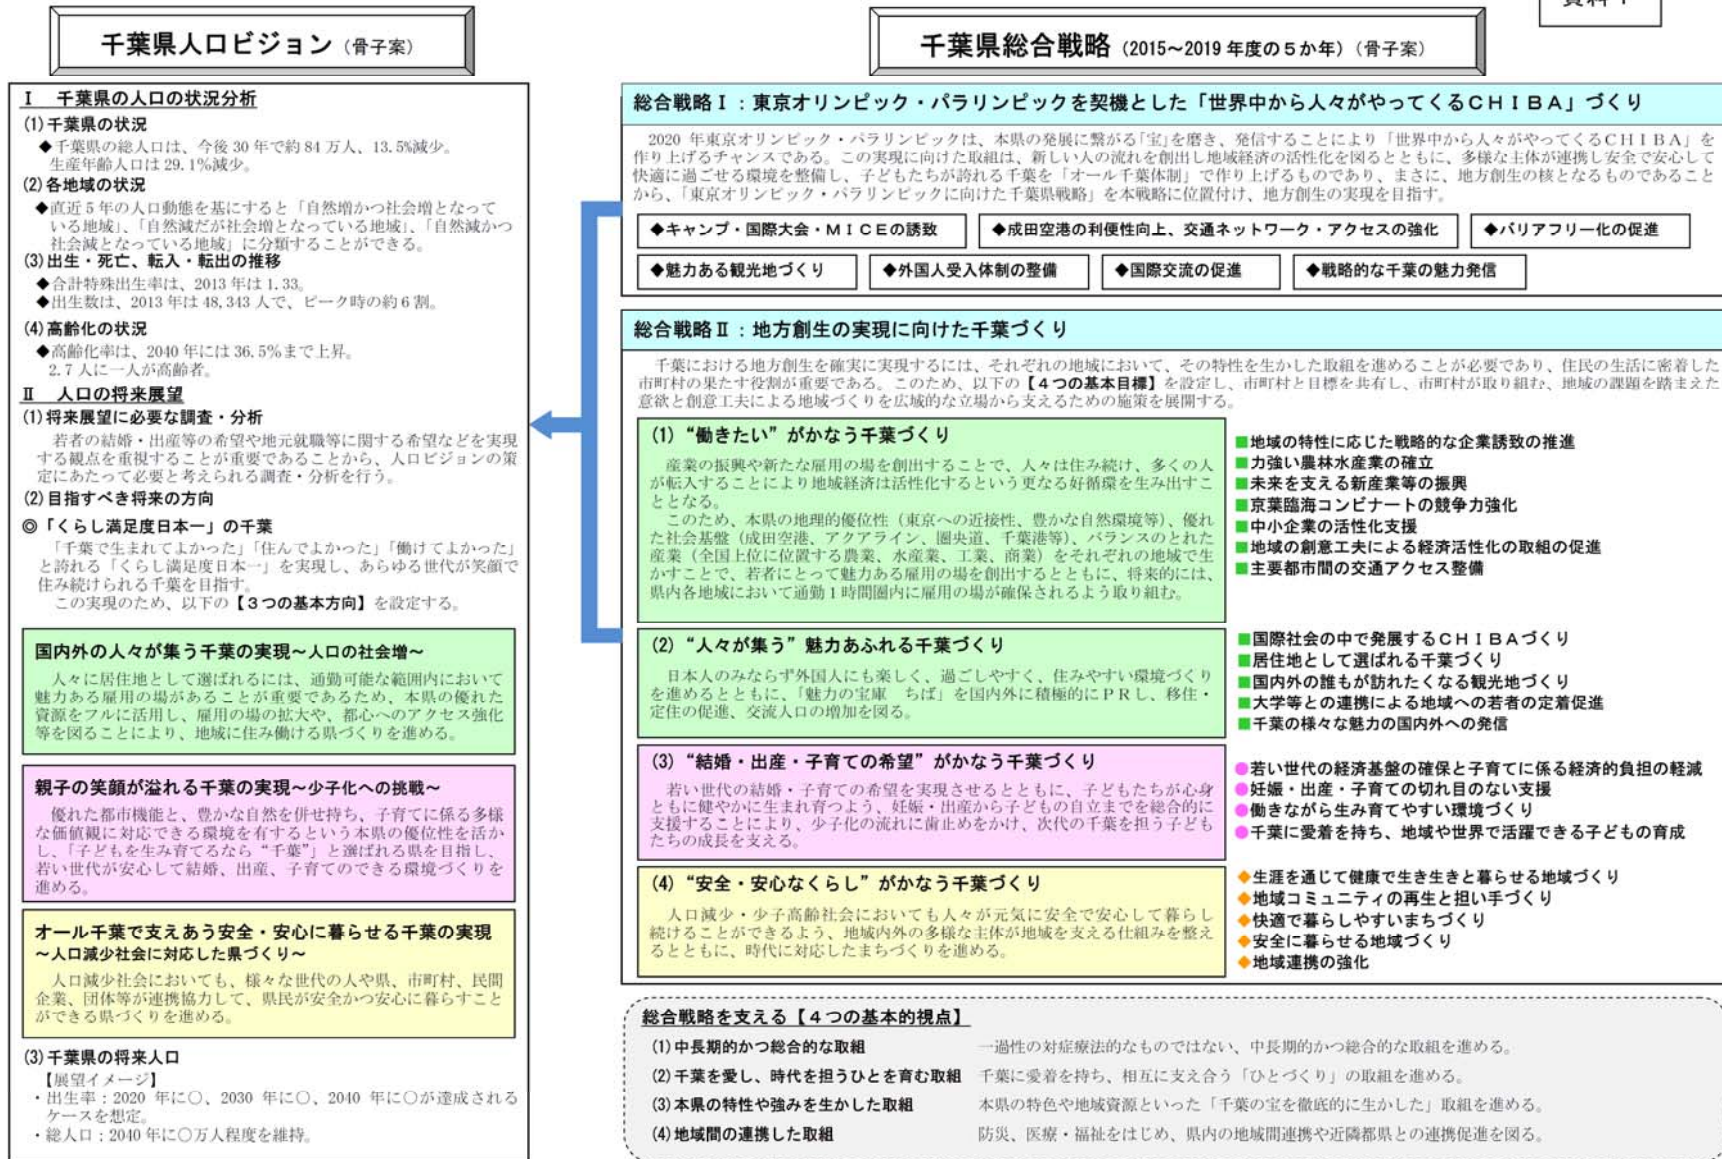 資料
千葉県人口ビジョン（骨子案）
Ⅰ　千葉県の人口の状況分析
(1)千葉県の状況
◆千葉県の総人口は、今後 30 年で約 84 万人、13.5%減少。
生産年齢人口は 29.1%減少。
(2)各地域の状況
◆直近 5 年の人口動態を基にすると「自然増かつ社会増となって
いる地域」、「自然減だが社会増となっている地域」、「自然減かつ
社会減となっている地域」に分類することができる。
(3)出生・死亡、転入・転出の推移
◆合計特殊出生率は、2013 年は 1.33。
◆出生数は、2013 年は 48,343 人で、ピーク時の約 6 割。
(4)高齢化の状況
◆高齢化率は、2040 年には 36.5%まで上昇。
2.7 人に一人が高齢者。
Ⅱ　人口の将来展望
(1)将来展望に必要な調査・分析
若者の結婚・出産等の希望や地元就職等に関する希望などを実現
する観点を重視することが重要であることから、人口ビジョンの策
定にあたって必要と考えられる調査・分析を行う。
(2)目指すべき将来の方向
◎「くらし満足度日本一」の千葉
「千葉で生まれてよかった」「住んでよかった」「働けてよかった」
と誇れる「くらし満足度日本一」を実現し、あらゆる世代が笑顔で
住み続けられる千葉を目指す。
この実現のため、以下の【３つの基本方向】を設定する。
国内外の人々が集う千葉の実現～人口の社会増～
人々に居住地として選ばれるには、通勤可能な範囲内において
魅力ある雇用の場があることが重要であるため、本県の優れた
資源をフルに活用し、雇用の場の拡大や、都心へのアクセス強化
等を図ることにより、地域に住み働ける県づくりを進める。
親子の笑顔が溢れる千葉の実現～少子化への挑戦～
優れた都市機能と、豊かな自然を併せ持ち、子育てに係る多様
な価値観に対応できる環境を有するという本県の優位性を活か
し、「子どもを生み育てるなら“千葉”」と選ばれる県を目指し、
若い世代が安心して結婚、出産、子育てのできる環境づくりを
進める。
オール千葉で支えあう安全・安心に暮らせる千葉の実現
～人口減少社会に対応した県づくり～
人口減少社会においても、様々な世代の人や県、市町村、民間
企業、団体等が連携協力して、県民が安全かつ安心に暮らすこと
ができる県づくりを進める。
(3)千葉県の将来人口
【展望イメージ】
・出生率：2020 年に○、2030 年に○、2040 年に○が達成される
ケースを想定。
・総人口：2040 年に○万人程度を維持。
千葉県総合戦略（2015～2019 年度の５か年）（骨子案）
総合戦略Ⅰ：東京オリンピック・パラリンピックを契機とした「世界中から人々がやってくるＣＨＩＢＡ」づくり
2020 年東京オリンピック・パラリンピックは、本県の発展に繋がる「宝」を磨き、発信することにより「世界中から人々がやってくるＣＨＩＢＡ」を
作り上げるチャンスである。この実現に向けた取組は、新しい人の流れを創出し地域経済の活性化を図るとともに、多様な主体が連携し安全で安心して
快適に過ごせる環境を整備し、子どもたちが誇れる千葉を「オール千葉体制」で作り上げるものであり、まさに、地方創生の核となるものであること
から、「東京オリンピック・パラリンピックに向けた千葉県戦略」を本戦略に位置付け、地方創生の実現を目指す。
◆キャンプ・国際大会・ＭＩＣＥの誘致
◆成田空港の利便性向上、交通ネットワーク・アクセスの強化
◆バリアフリー化の促進
◆魅力ある観光地づくり
◆外国人受入体制の整備
◆国際交流の促進
◆戦略的な千葉の魅力発信
総合戦略Ⅱ：地方創生の実現に向けた千葉づくり
千葉における地方創生を確実に実現するには、それぞれの地域において、その特性を生かした取組を進めることが必要であり、住民の生活に密着した
市町村の果たす役割が重要である。このため、以下の【４つの基本目標】を設定し、市町村と目標を共有し、市町村が取り組む、地域の課題を踏まえた
意欲と創意工夫による地域づくりを広域的な立場から支えるための施策を展開する。
(1)“働きたい”がかなう千葉づくり
産業の振興や新たな雇用の場を創出することで、人々は住み続け、多くの人
が転入することにより地域経済は活性化するという更なる好循環を生み出すこ
ととなる。
このため、本県の地理的優位性（東京への近接性、豊かな自然環境等）、優れ
た社会基盤（成田空港、アクアライン、圏央道、千葉港等）、バランスのとれた
産業（全国上位に位置する農業、水産業、工業、商業）をそれぞれの地域で生
かすことで、若者にとって魅力ある雇用の場を創出するとともに、将来的には、
県内各地域において通勤１時間圏内に雇用の場が確保されるよう取り組む。
■地域の特性に応じた戦略的な企業誘致の推進
■力強い農林水産業の確立
■未来を支える新産業等の振興
■京葉臨海コンビナートの競争力強化
■中小企業の活性化支援
■地域の創意工夫による経済活性化の取組の促進
■主要都市間の交通アクセス整備
(2)“人々が集う”魅力あふれる千葉づくり
日本人のみならず外国人にも楽しく、過ごしやすく、住みやすい環境づくり
を進めるとともに、「魅力の宝庫　ちば」を国内外に積極的にＰＲし、移住・
定住の促進、交流人口の増加を図る。
■国際社会の中で発展するＣＨＩＢＡづくり
■居住地として選ばれる千葉づくり
■国内外の誰もが訪れたくなる観光地づくり
■大学等との連携による地域への若者の定着促進
■千葉の様々な魅力の国内外への発信
(3)“結婚・出産・子育ての希望”がかなう千葉づくり
若い世代の結婚・子育ての希望を実現させるとともに、子どもたちが心身
ともに健やかに生まれ育つよう、妊娠・出産から子どもの自立までを総合的に
支援することにより、少子化の流れに歯止めをかけ、次代の千葉を担う子ども
たちの成長を支える。
●若い世代の経済基盤の確保と子育てに係る経済的負担の軽減
●妊娠・出産・子育ての切れ目のない支援
●働きながら生み育てやすい環境づくり
●千葉に愛着を持ち、地域や世界で活躍できる子どもの育成
(4)“安全・安心なくらし”がかなう千葉づくり
人口減少・少子高齢社会においても人々が元気に安全で安心して暮らし
続けることができるよう、地域内外の多様な主体が地域を支える仕組みを整え
るとともに、時代に対応したまちづくりを進める。
◆生涯を通じて健康で生き生きと暮らせる地域づくり
◆地域コミュニティの再生と担い手づくり
◆快適で暮らしやすいまちづくり
◆安全に暮らせる地域づくり
◆地域連携の強化
総合戦略を支える【４つの基本的視点】
(1)中長期的かつ総合的な取組　一過性の対症療法的なものではない、中長期的かつ総合的な取組を進める。
(2)千葉を愛し、時代を担うひとを育む取組　千葉に愛着を持ち、相互に支え合う「ひとづくり」の取組を進める。
(3)本県の特性や強みを生かした取組　本県の特色や地域資源といった「千葉の宝を徹底的に生かした」取組を進める。
(4)地域間の連携した取組　防災、医療・福祉をはじめ、県内の地域間連携や近隣都県との連携促進を図る。